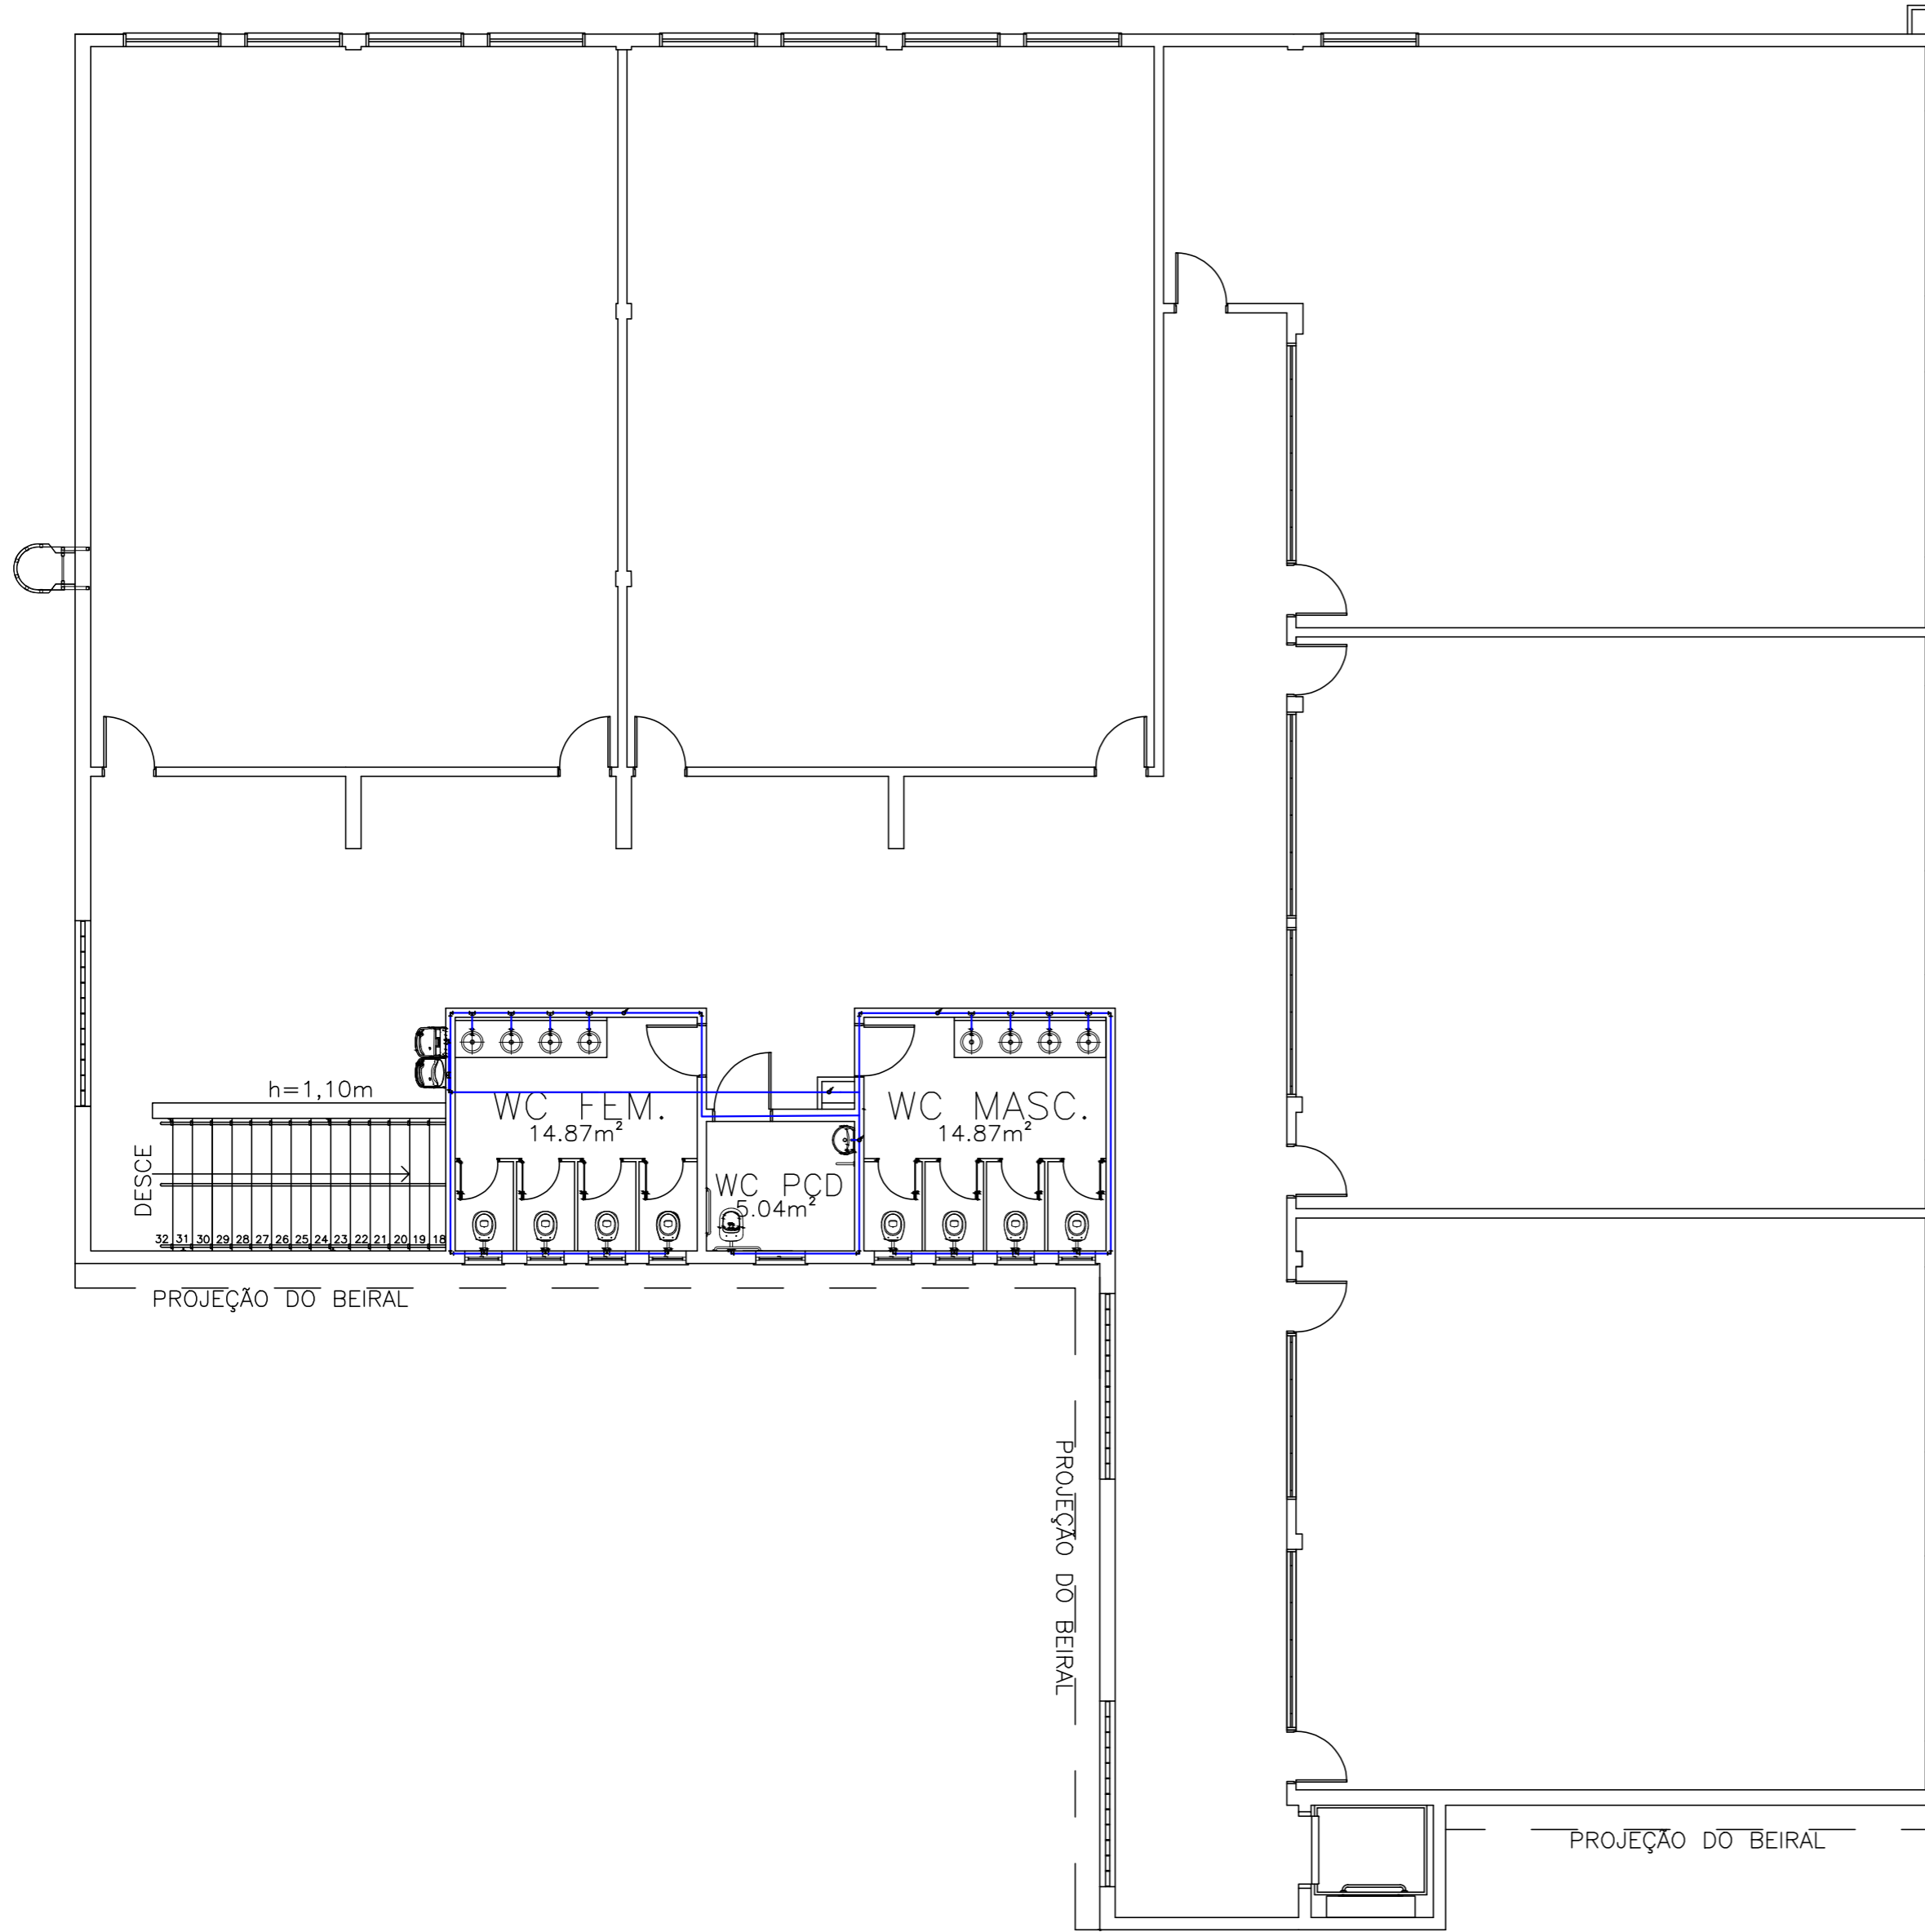 h=1,10m
WC FEM.
14.87m²
WC MASC.
14.87m²
DESCE
WC PCD
5.04m²
32 31 30 29 28 27 26 25 24 23 22 21 20 19 18
PROJEÇÃO DO BEIRAL
PROJEÇÃO DO BEIRAL
PROJEÇÃO DO BEIRAL